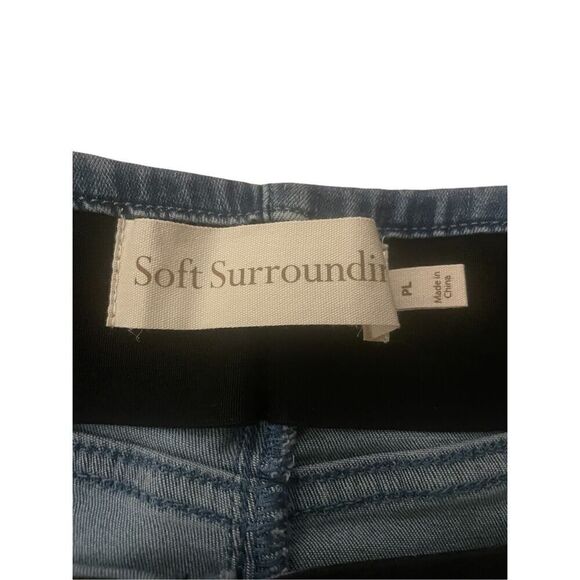 Soft Surroundin
PL
Made in
China